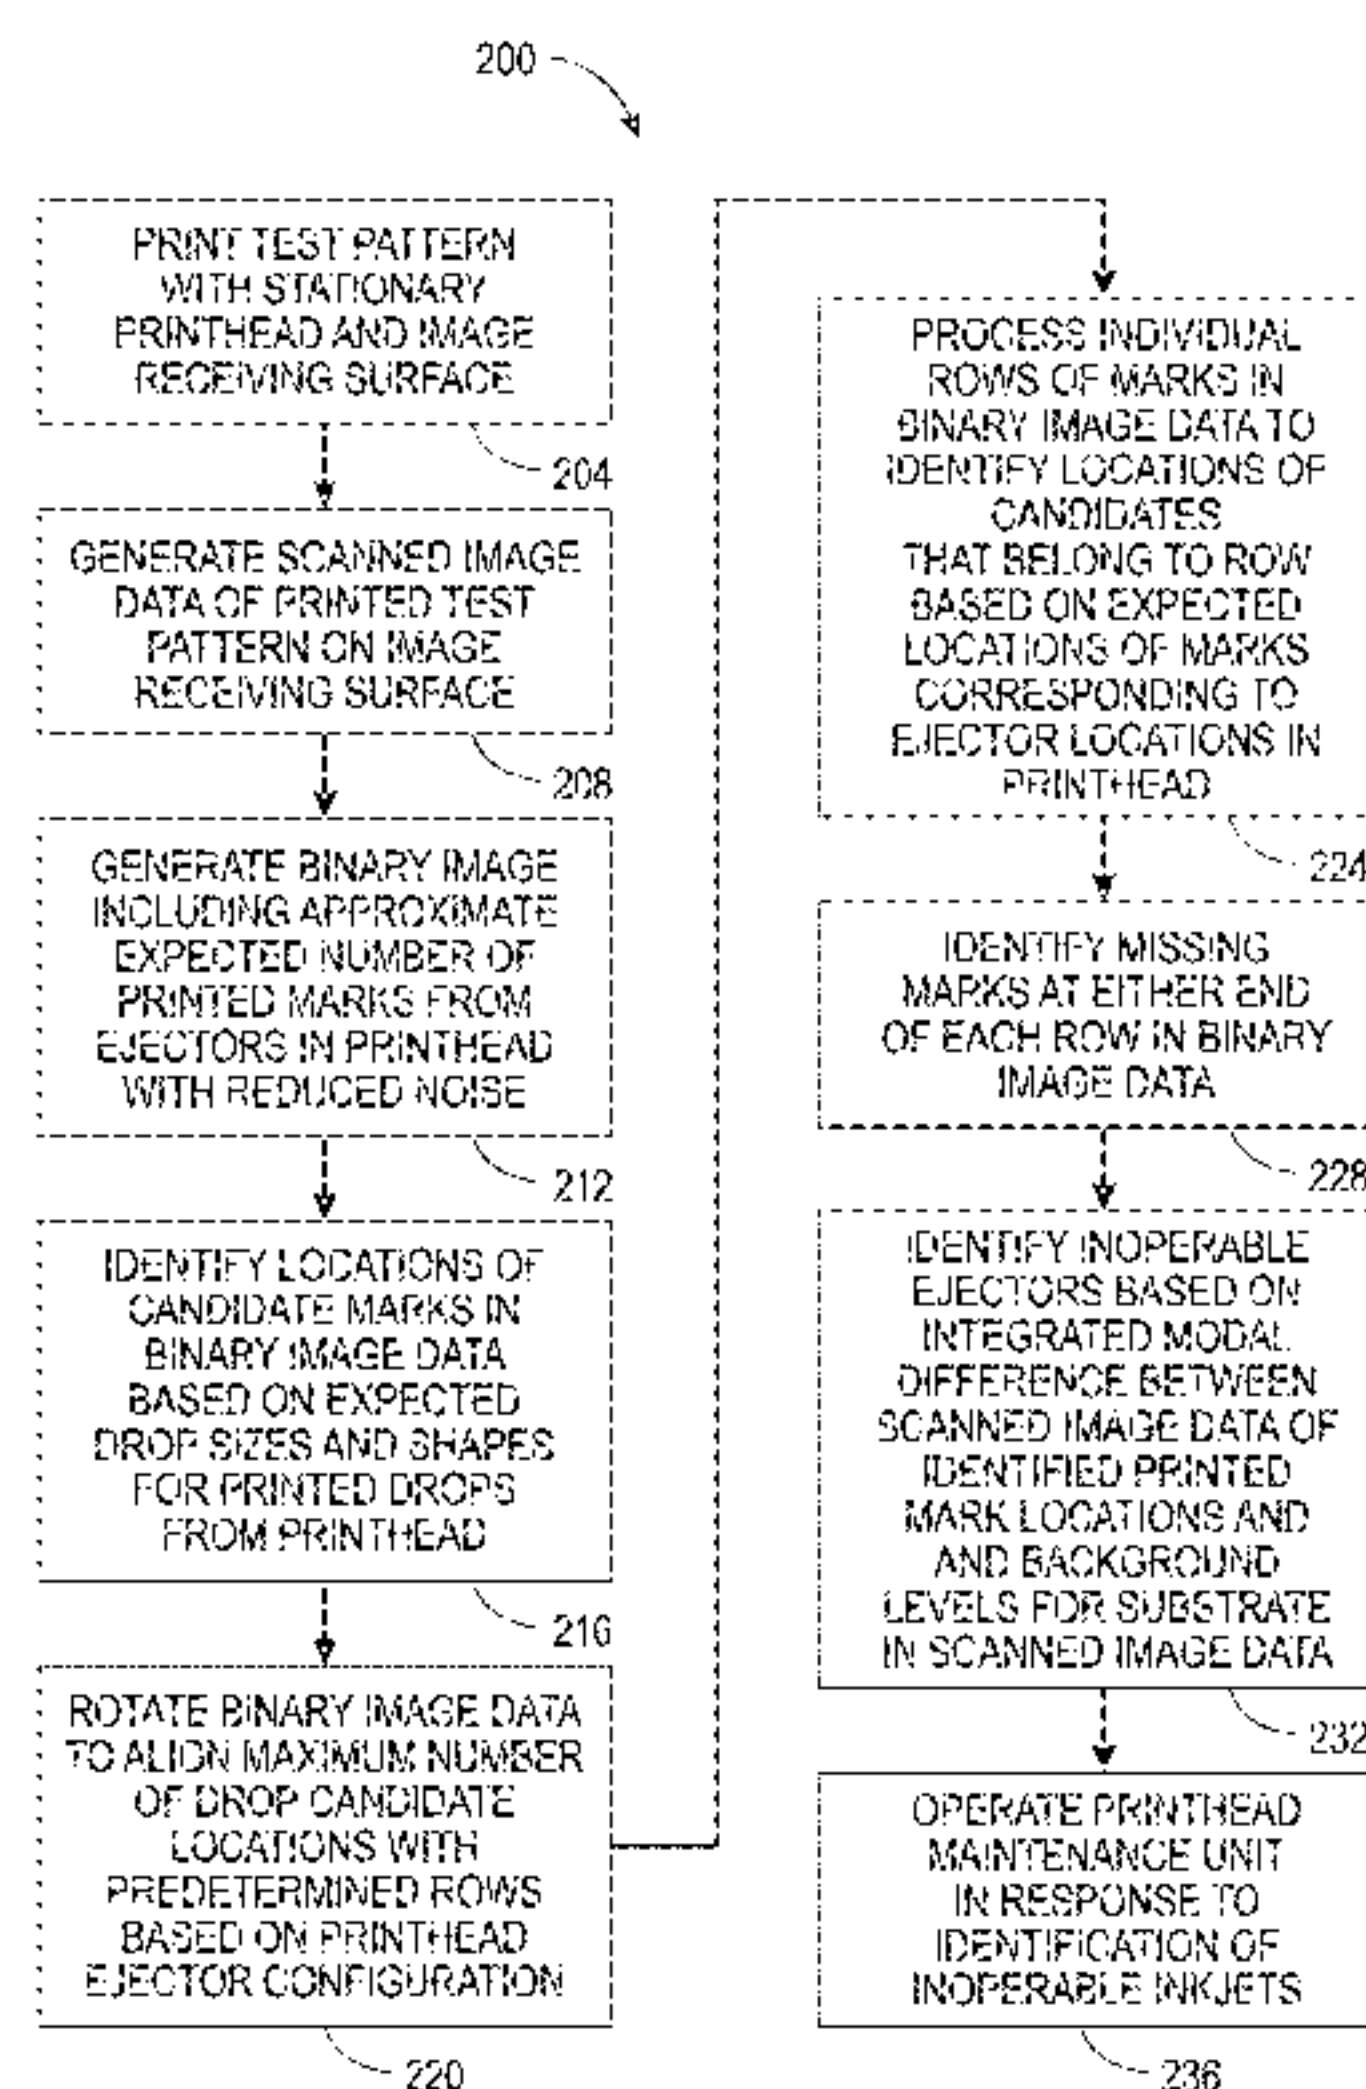 200
PRINT TEST PATTERN
WITH STATIONARY
PRINTHEAD AND IMAGE
RECEIVING SURFACE
204
GENERATE SCANNED IMAGE
DATA OF PRINTED TEST
PATTERN ON IMAGE
RECEIVING SURFACE
208
GENERATE BINARY IMAGE
INCLUDING APPROXIMATE
EXPECTED NUMBER OF
PRINTED MARKS FROM
EJECTORS IN PRINTHEAD
WITH REDUCED NOISE
212
IDENTIFY LOCATIONS OF
CANDIDATE MARKS IN
BINARY IMAGE DATA
BASED ON EXPECTED
DROP SIZES AND SHAPES
FOR PRINTED DROPS
FROM PRINTHEAD
216
ROTATE BINARY IMAGE DATA
TO ALIGN MAXIMUM NUMBER
OF DROP CANDIDATE
LOCATIONS WITH
PREDETERMINED ROWS
BASED ON PRINTHEAD
EJECTOR CONFIGURATION
220
PROCESS INDIVIDUAL
ROWS OF MARKS IN
BINARY IMAGE DATA TO
IDENTIFY LOCATIONS OF
CANDIDATES
THAT BELONG TO ROW
BASED ON EXPECTED
LOCATIONS OF MARKS
CORRESPONDING TO
EJECTOR LOCATIONS IN
PRINTHEAD
224
IDENTIFY MISSING
MARKS AT EITHER END
OF EACH ROW IN BINARY
IMAGE DATA
228
IDENTIFY INOPERABLE
EJECTORS BASED ON
INTEGRATED MODAL
DIFFERENCE BETWEEN
SCANNED IMAGE DATA OF
IDENTIFIED PRINTED
MARK LOCATIONS AND
AND BACKGROUND
LEVELS FOR SUBSTRATE
IN SCANNED IMAGE DATA
232
OPERATE PRINTHEAD
MAINTENANCE UNIT
IN RESPONSE TO
IDENTIFICATION OF
INOPERABLE INKJETS
236